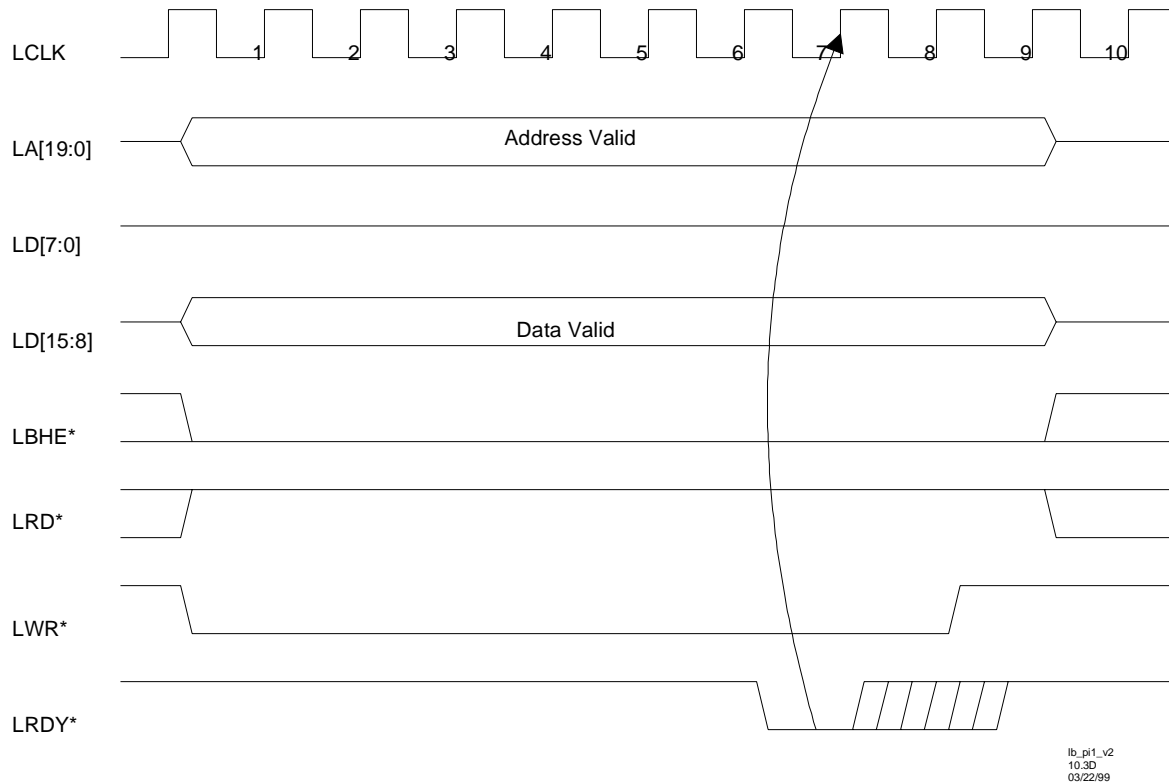 LCLK 1 2 3 4 5 6 7 8 9 10
LA[19:0] Address Valid
LD[7:0]
LD[15:8] Data Valid
LBHE*
LRD*
LWR*
LRDY*
lb_pi1_v2
10.3D
03/22/99